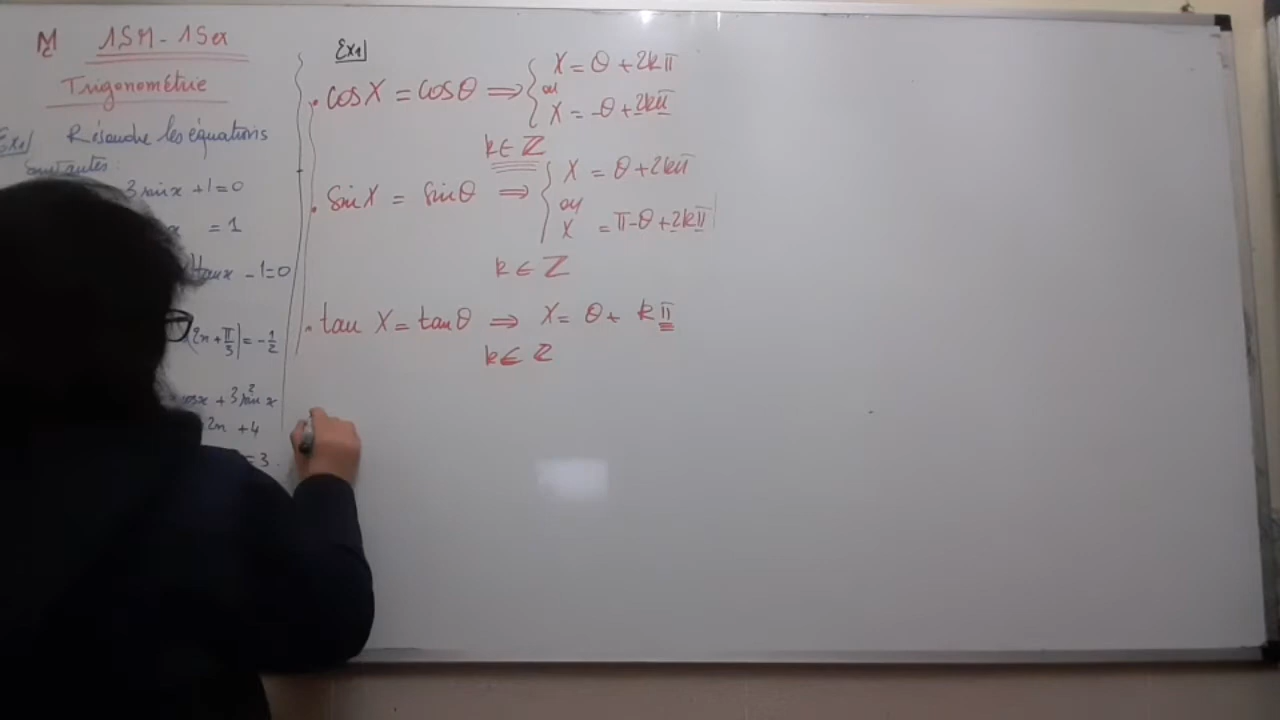 1SM - 1Sex
Trigonométrie
Ex1/ Résoudre les équations
suivantes :
3 sin x + 1 = 0
x = 1
tan x - 1 = 0
2x + π/3) = - 1/2
cos x + 3 sin² x
2x + 4
= 3.
Ex1/
. cos X = cos θ ⇒ { X = θ + 2kπ
ou
X = -θ + 2kπ
k ∈ Z
. sin X = sin θ ⇒ { X = θ + 2kπ
ou
X = π - θ + 2kπ
k ∈ Z
. tan X = tan θ ⇒ X = θ + kπ
k ∈ Z